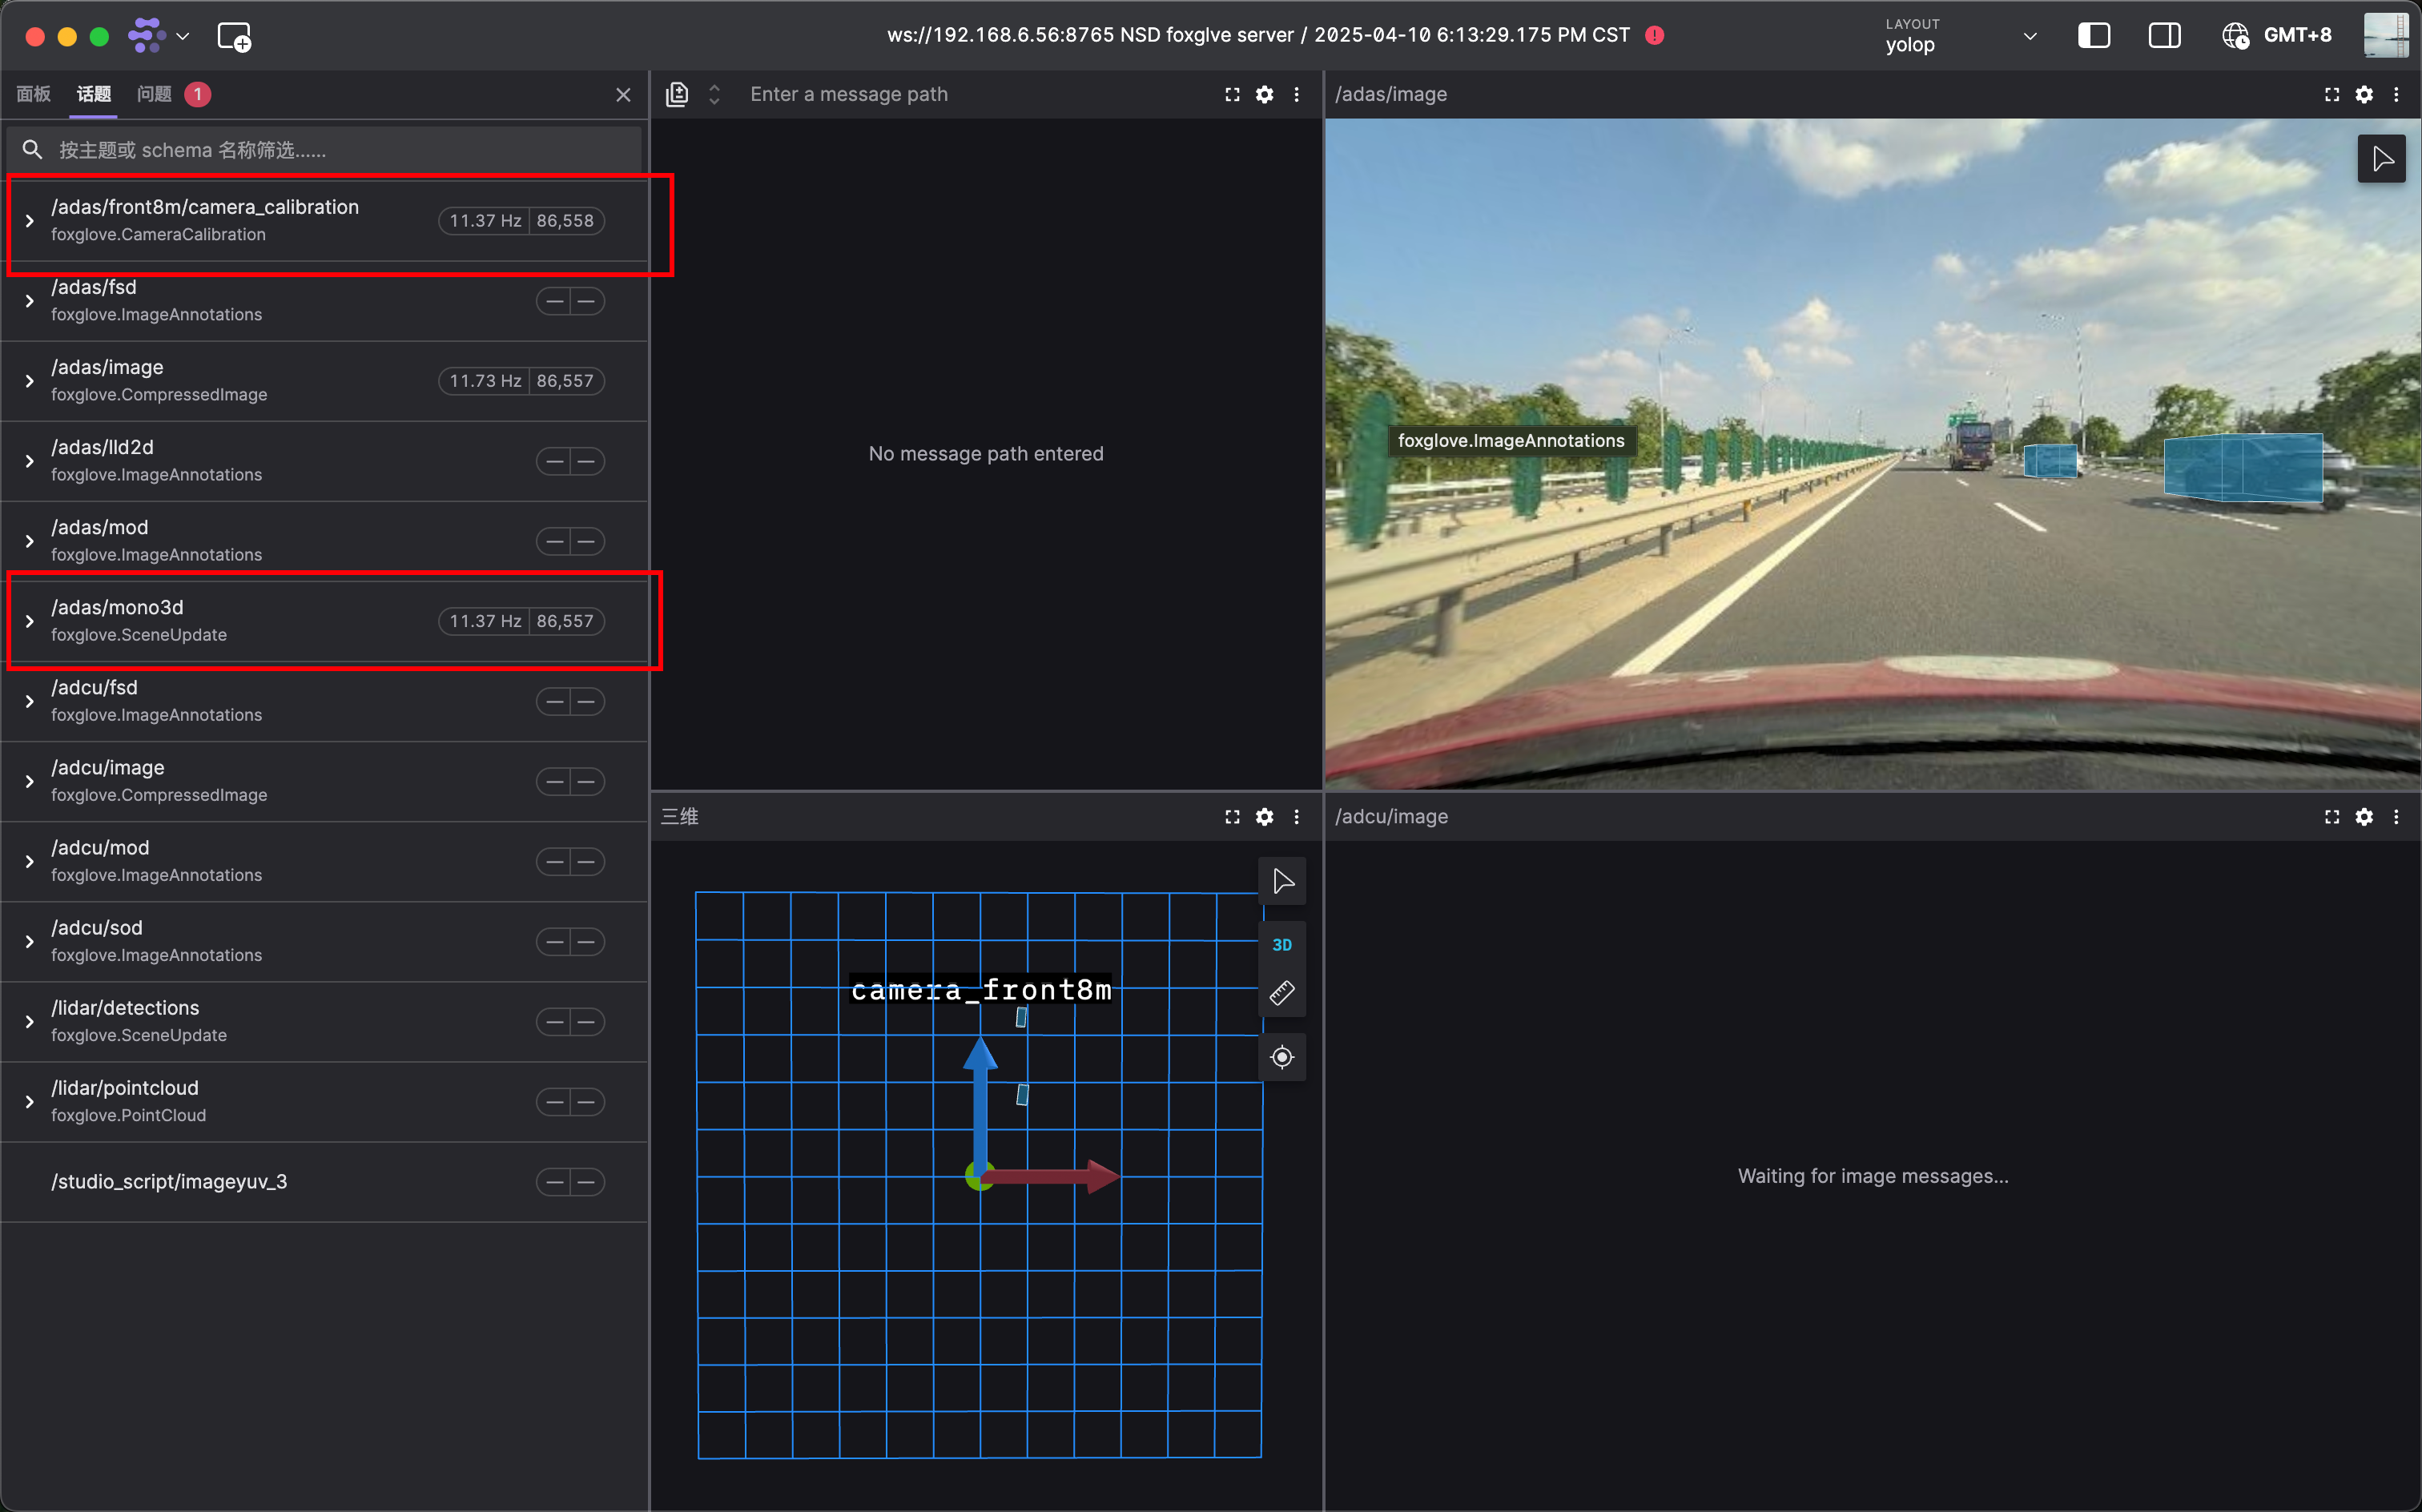 ws://192.168.6.56:8765 NSD foxglve server / 2025-04-10 6:13:29.175 PM CST
LAYOUT
yolop
GMT+8
面板 话题 问题 1
按主题或 schema 名称筛选……
/adas/front8m/camera_calibration
foxglove.CameraCalibration
11.37 Hz 86,558
/adas/fsd
foxglove.ImageAnnotations
— —
/adas/image
foxglove.CompressedImage
11.73 Hz 86,557
/adas/lld2d
foxglove.ImageAnnotations
— —
/adas/mod
foxglove.ImageAnnotations
— —
/adas/mono3d
foxglove.SceneUpdate
11.37 Hz 86,557
/adcu/fsd
foxglove.ImageAnnotations
— —
/adcu/image
foxglove.CompressedImage
— —
/adcu/mod
foxglove.ImageAnnotations
— —
/adcu/sod
foxglove.ImageAnnotations
— —
/lidar/detections
foxglove.SceneUpdate
— —
/lidar/pointcloud
foxglove.PointCloud
— —
/studio_script/imageyuv_3
— —
Enter a message path
No message path entered
/adas/image
foxglove.ImageAnnotations
三维
3D
camera_front8m
/adcu/image
Waiting for image messages...